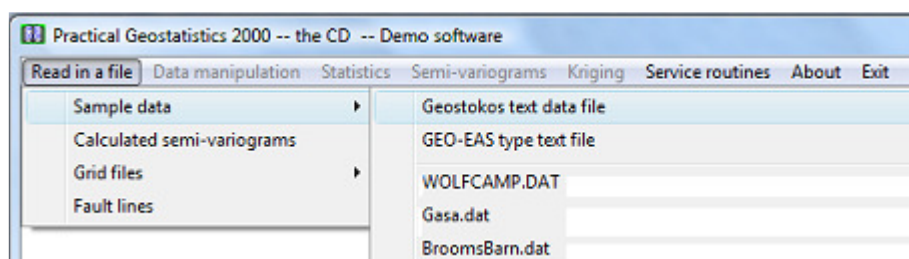 Practical Geostatistics 2000 -- the CD -- Demo software
Read in a file Data manipulation Statistics Semi-variograms Kriging Service routines About Exit
Sample data
Calculated semi-variograms
Grid files
Fault lines
Geostokos text data file
GEO-EAS type text file
WOLFCAMP.DAT
Gasa.dat
BroomsBarn.dat